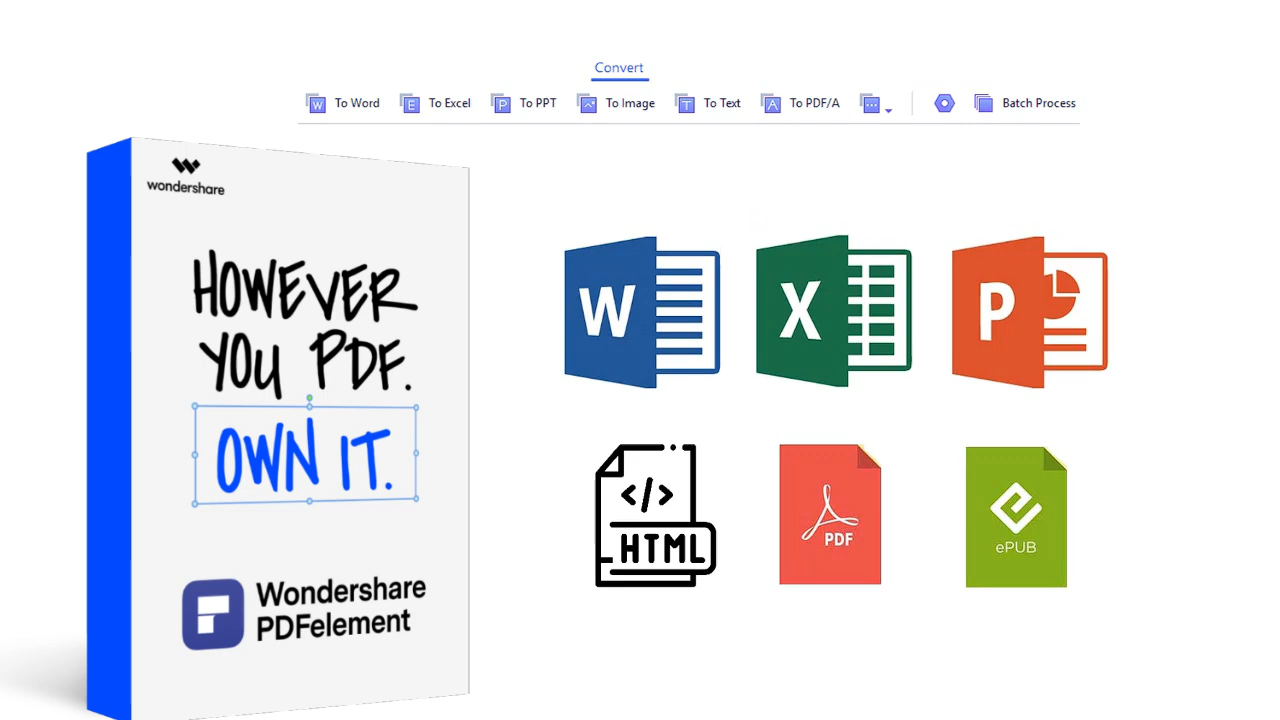 Convert
To Word To Excel To PPT To Image To Text To PDF/A Batch Process
wondershare
HOWEVER
YOU PDF.
OWN IT.
Wondershare
PDFelement
W X P
</>
HTML
PDF
ePUB